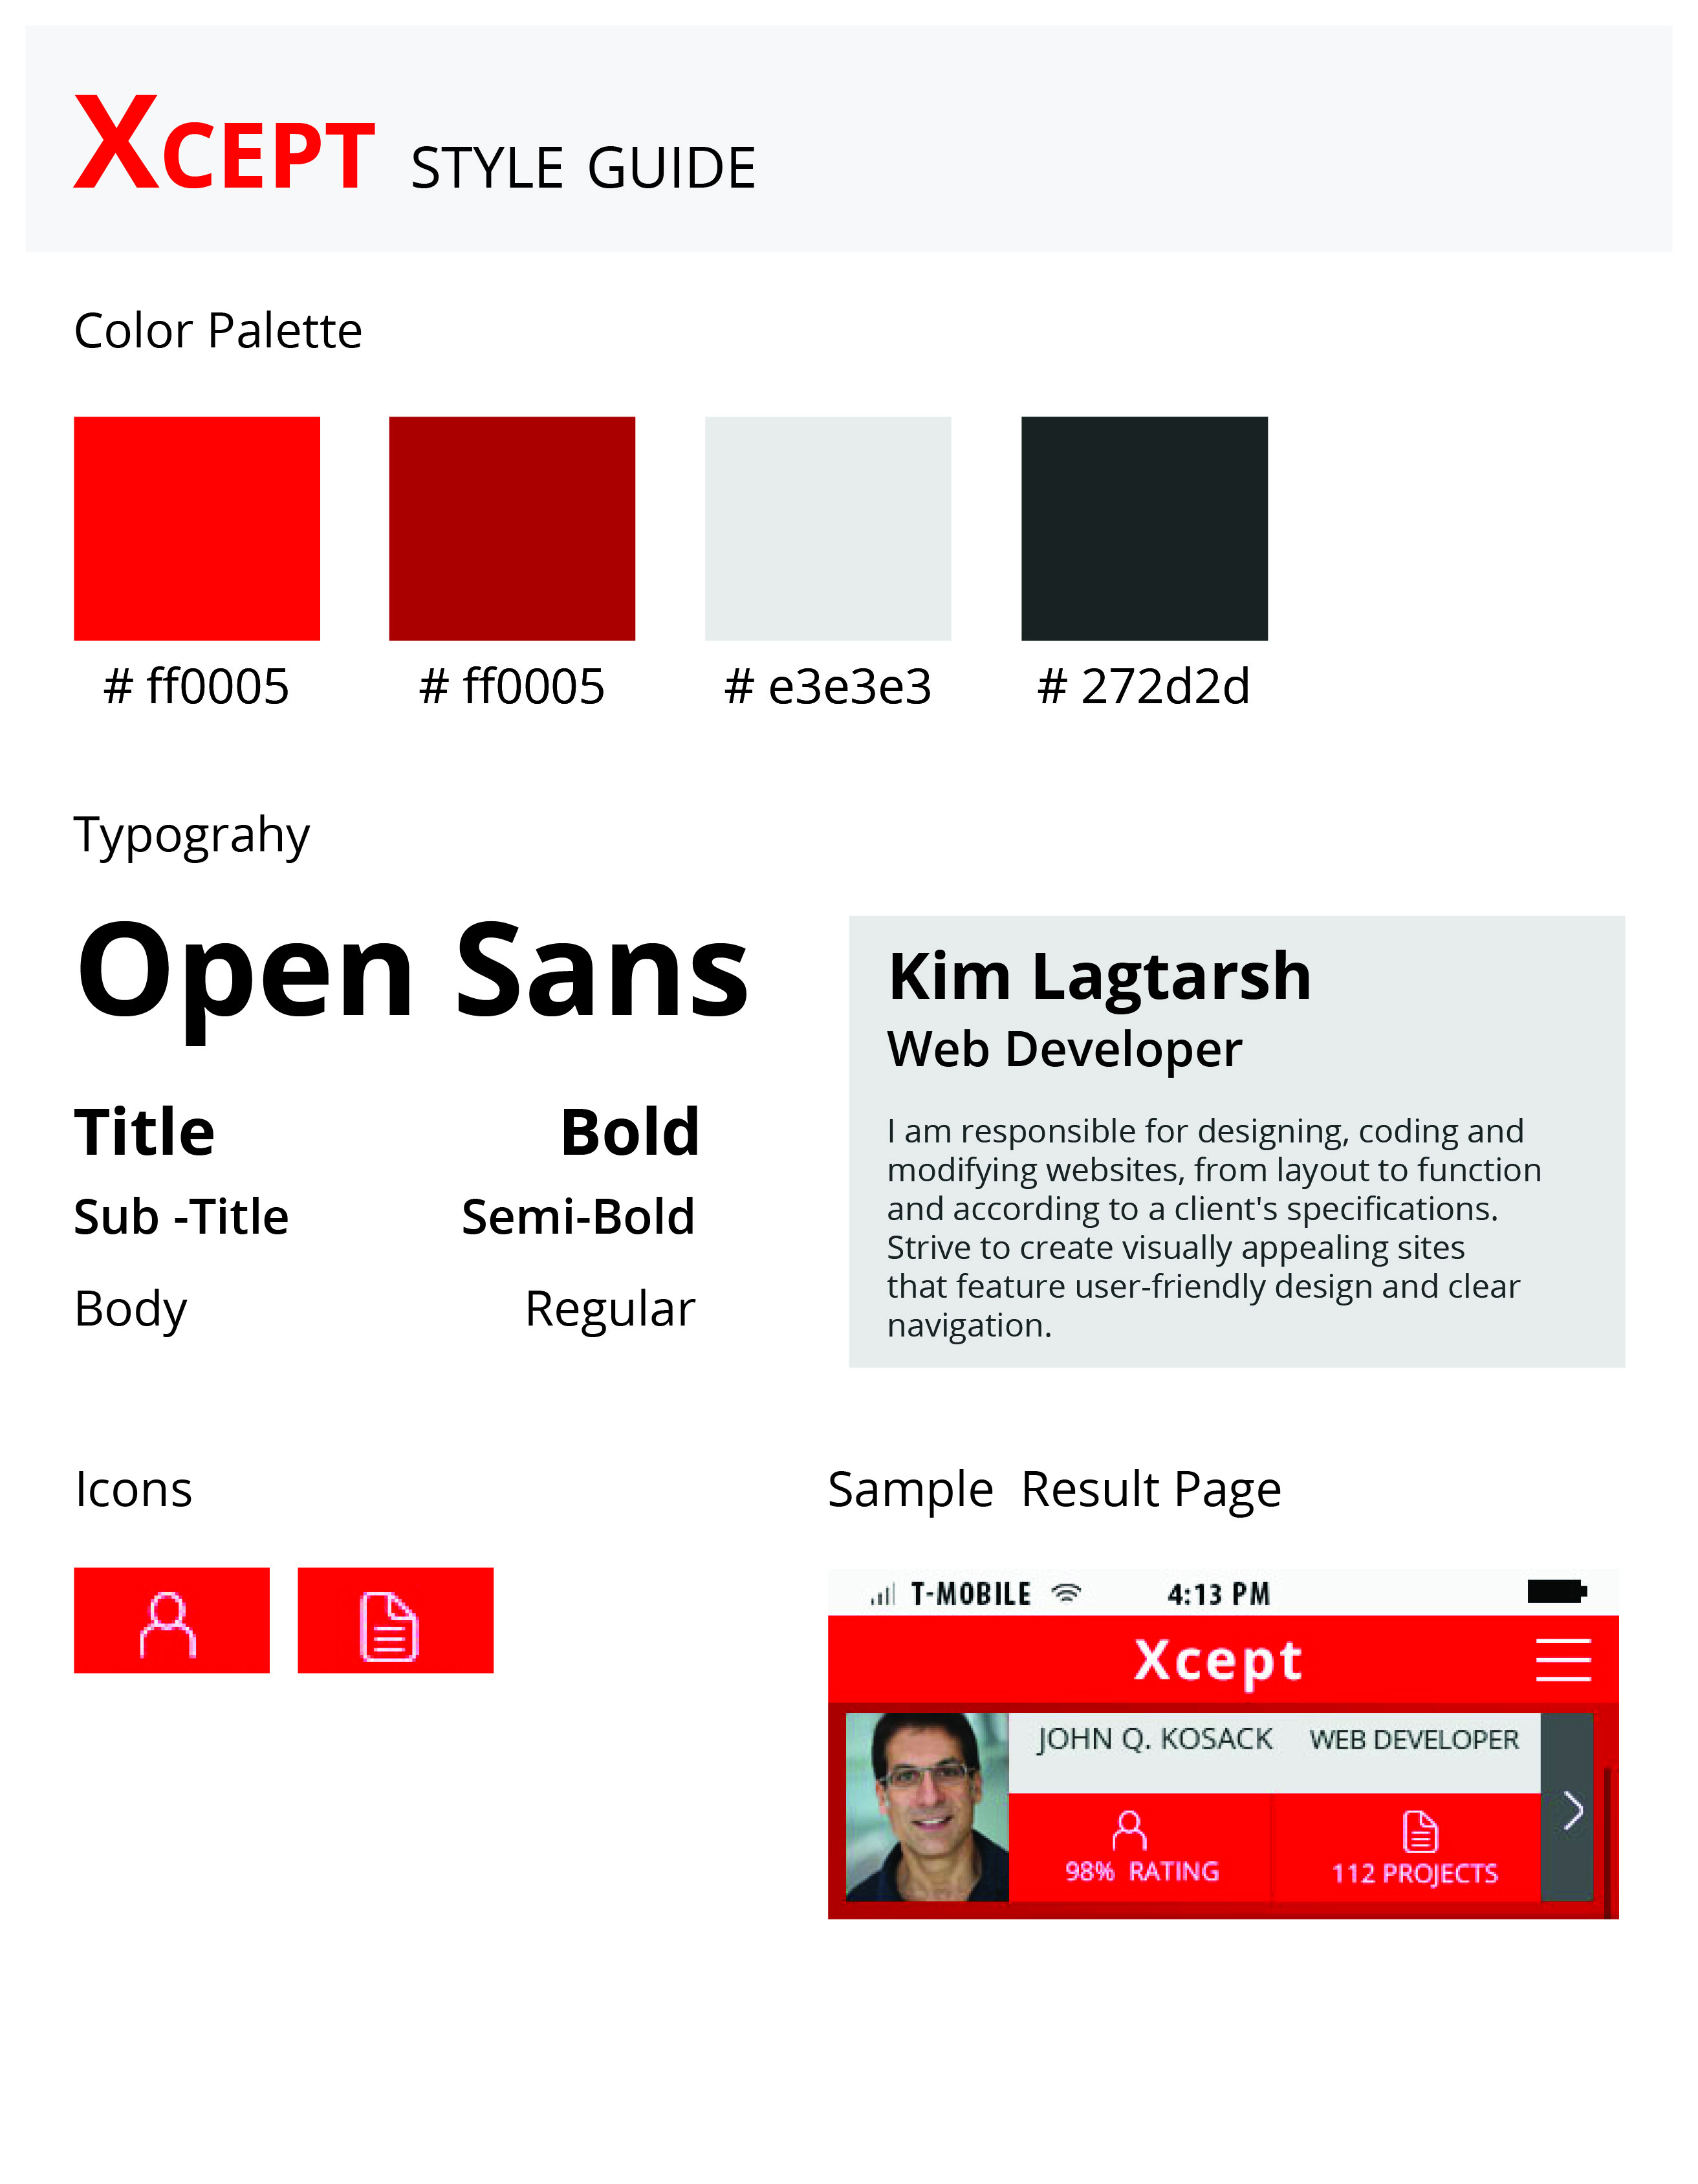 Xcept STYLE GUIDE
Color Palette
# ff0005 # ff0005 # e3e3e3 # 272d2d
Typograhy
Open Sans
Title Bold
Sub -Title Semi-Bold
Body Regular
Kim Lagtarsh
Web Developer
I am responsible for designing, coding and
modifying websites, from layout to function
and according to a client's specifications.
Strive to create visually appealing sites
that feature user-friendly design and clear
navigation.
Icons
Sample Result Page
T-MOBILE 4:13 PM
Xcept
JOHN Q. KOSACK WEB DEVELOPER
98% RATING 112 PROJECTS